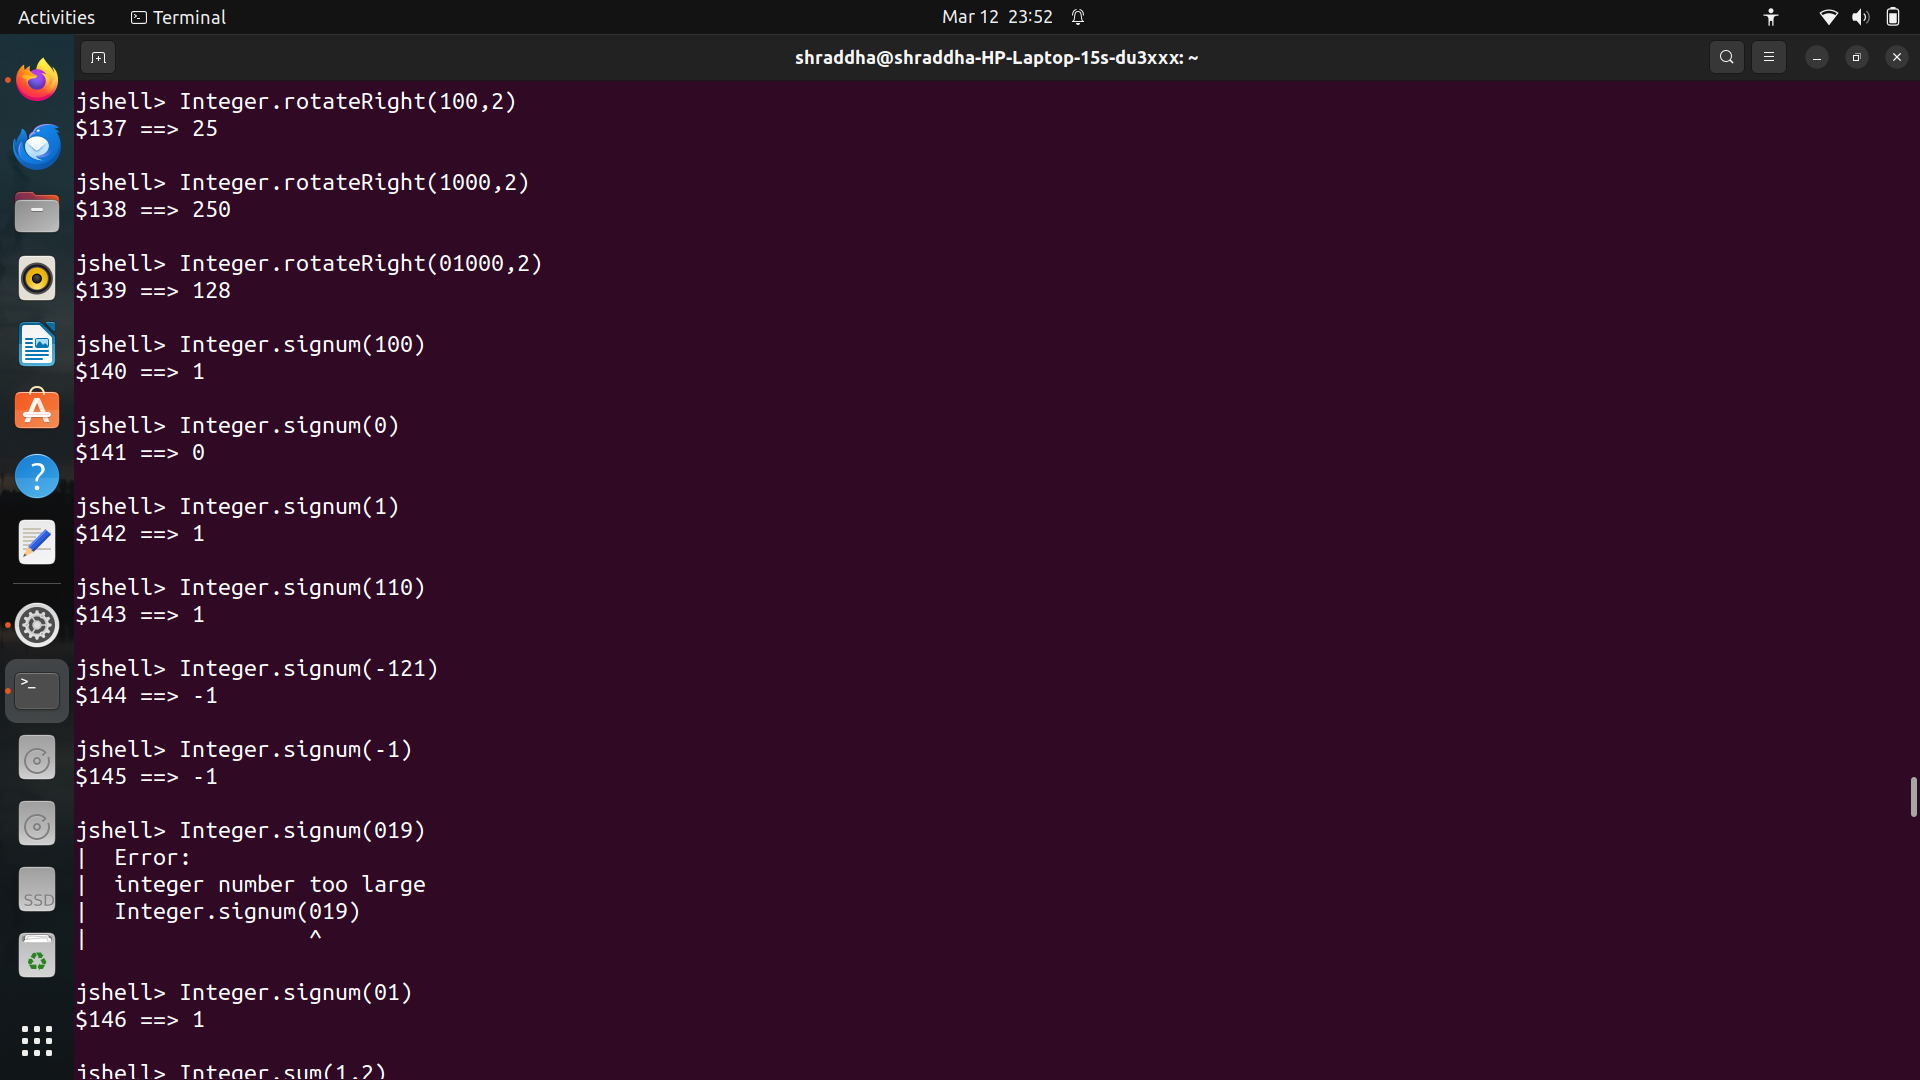 Activities
Terminal
Mar 12 23:52
shraddha@shraddha-HP-Laptop-15s-du3xxx: ~
jshell> Integer.rotateRight(100,2)
$137 ==> 25
jshell> Integer.rotateRight(1000,2)
$138 ==> 250
jshell> Integer.rotateRight(01000,2)
$139 ==> 128
jshell> Integer.signum(100)
$140 ==> 1
jshell> Integer.signum(0)
$141 ==> 0
jshell> Integer.signum(1)
$142 ==> 1
jshell> Integer.signum(110)
$143 ==> 1
jshell> Integer.signum(-121)
$144 ==> -1
jshell> Integer.signum(-1)
$145 ==> -1
jshell> Integer.signum(019)
|  Error:
|  integer number too large
|  Integer.signum(019)
|                 ^
jshell> Integer.signum(01)
$146 ==> 1
jshell> Integer.sum(1,2)
SSD